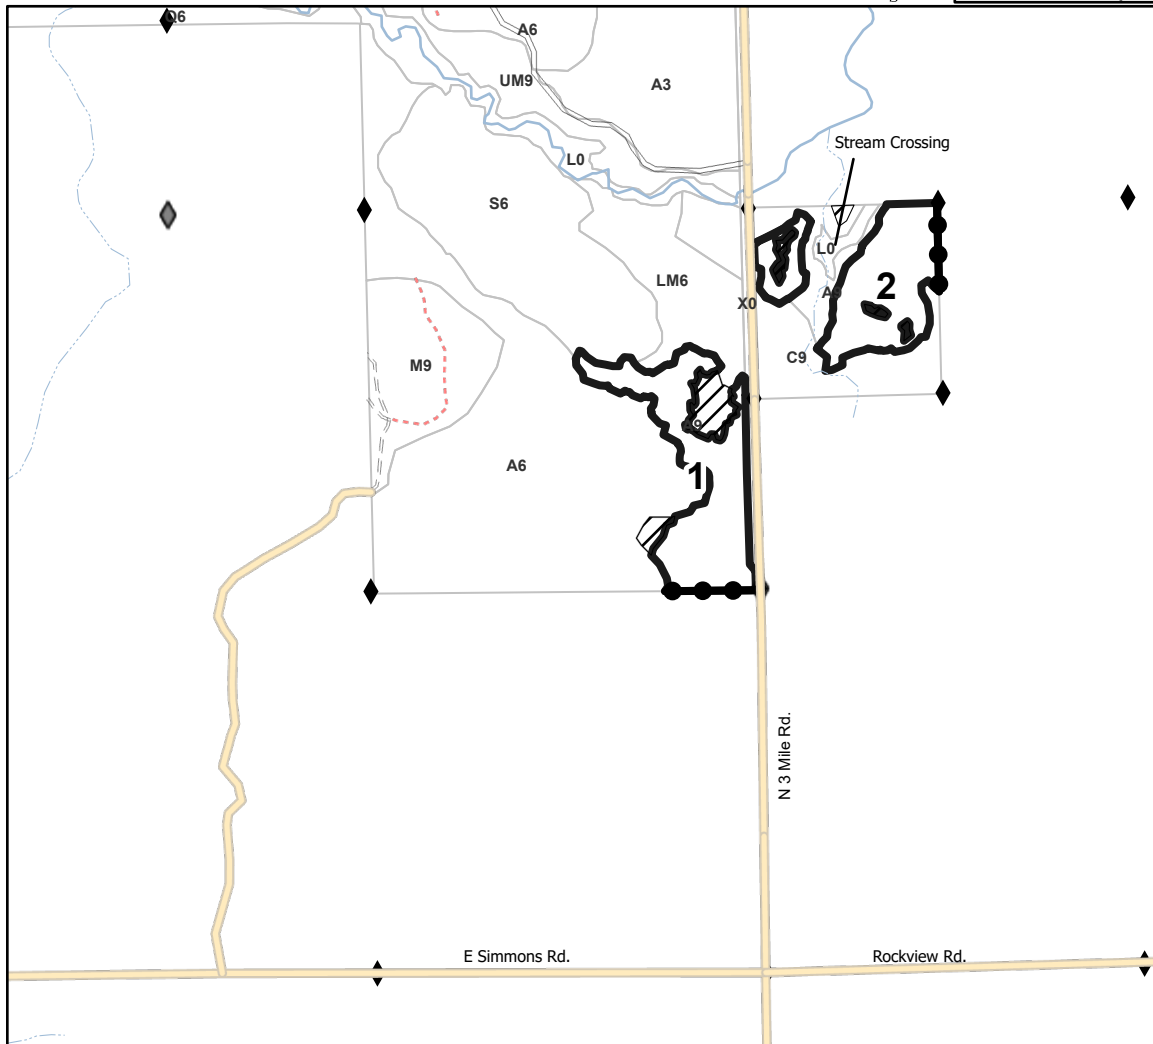 Q6
A6
UM9
A3
Stream Crossing
L0
S6
L0
LM6
2
X0
C9
M9
A6
1
N 3 Mile Rd.
E Simmons Rd.
Rockview Rd.